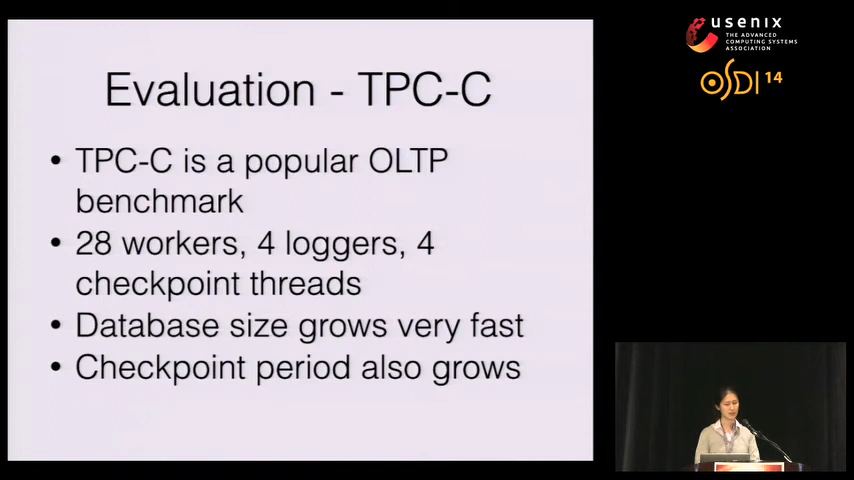 Evaluation - TPC-C
• TPC-C is a popular OLTP
benchmark
• 28 workers, 4 loggers, 4
checkpoint threads
• Database size grows very fast
• Checkpoint period also grows
usenix
THE ADVANCED
COMPUTING SYSTEMS
ASSOCIATION
OSDI 14
usenix